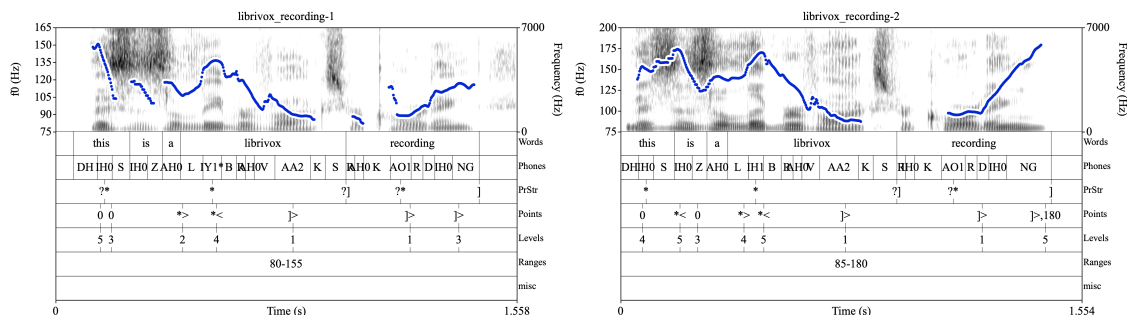 librivox_recording-1
165
150
135
120
105
90
75
f0 (Hz)
7000
0
Frequency (Hz)
this is a librivox recording
Words
DH IH0 S IH0 Z AH0 L IY1* B R AH0 V AA2 K S R AH0 K AO1 R D IH0 NG
Phones
?* * ?] ?* ]
PrStr
0 0 *> *< ]> ]> ]>
Points
5 3 2 4 1 1 3
Levels
80-155
Ranges
misc
0
Time (s)
1.558
librivox_recording-2
200
175
150
125
100
75
f0 (Hz)
7000
0
Frequency (Hz)
this is a librivox recording
Words
DH IH0 S IH0 Z AH0 L IH1 B R AH0 V AA2 K S R IH0 K AO1 R D IH0 NG
Phones
* * ?] ?* ]
PrStr
0 *< 0 *> *< ]> ]> ]>,180
Points
4 5 3 4 5 1 1 5
Levels
85-180
Ranges
misc
0
Time (s)
1.554